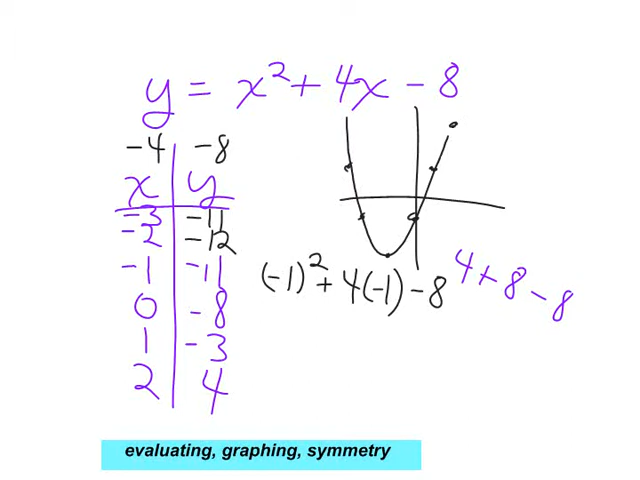 y = x² + 4x - 8
-4 -8
x y
-3 -11
-2 -12
-1 -11
0 -8
1 -3
2 4
(-1)² + 4(-1) - 8
4 + 8 - 8
evaluating, graphing, symmetry